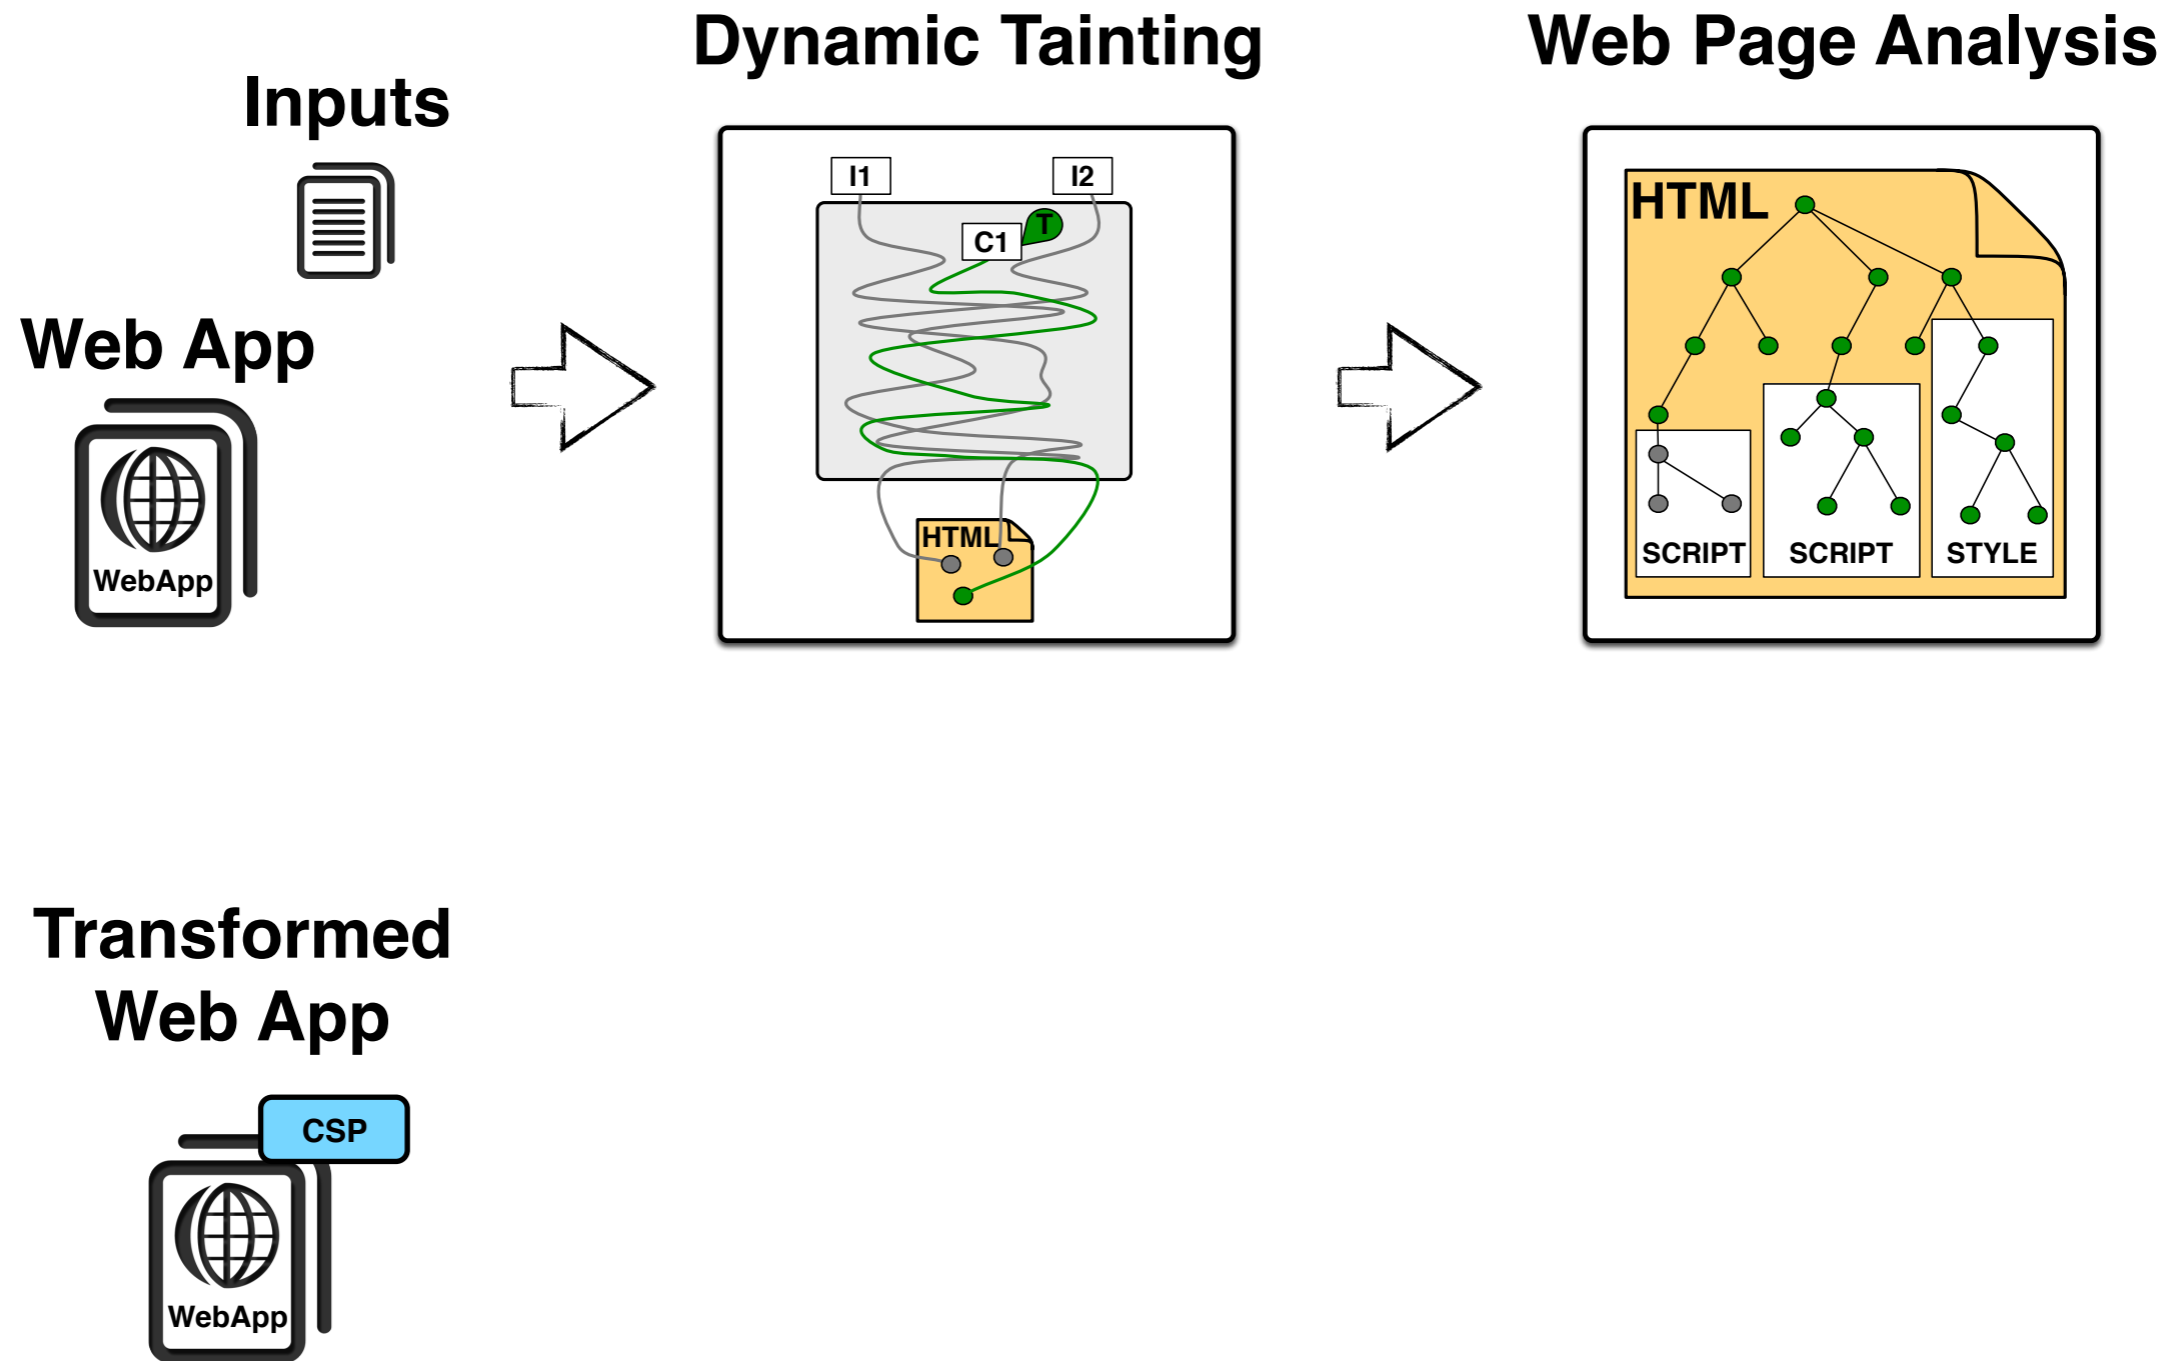 Dynamic Tainting
Web Page Analysis
Inputs
Web App
WebApp
I1
I2
C1
T
HTML
HTML
SCRIPT
SCRIPT
STYLE
Transformed
Web App
CSP
WebApp